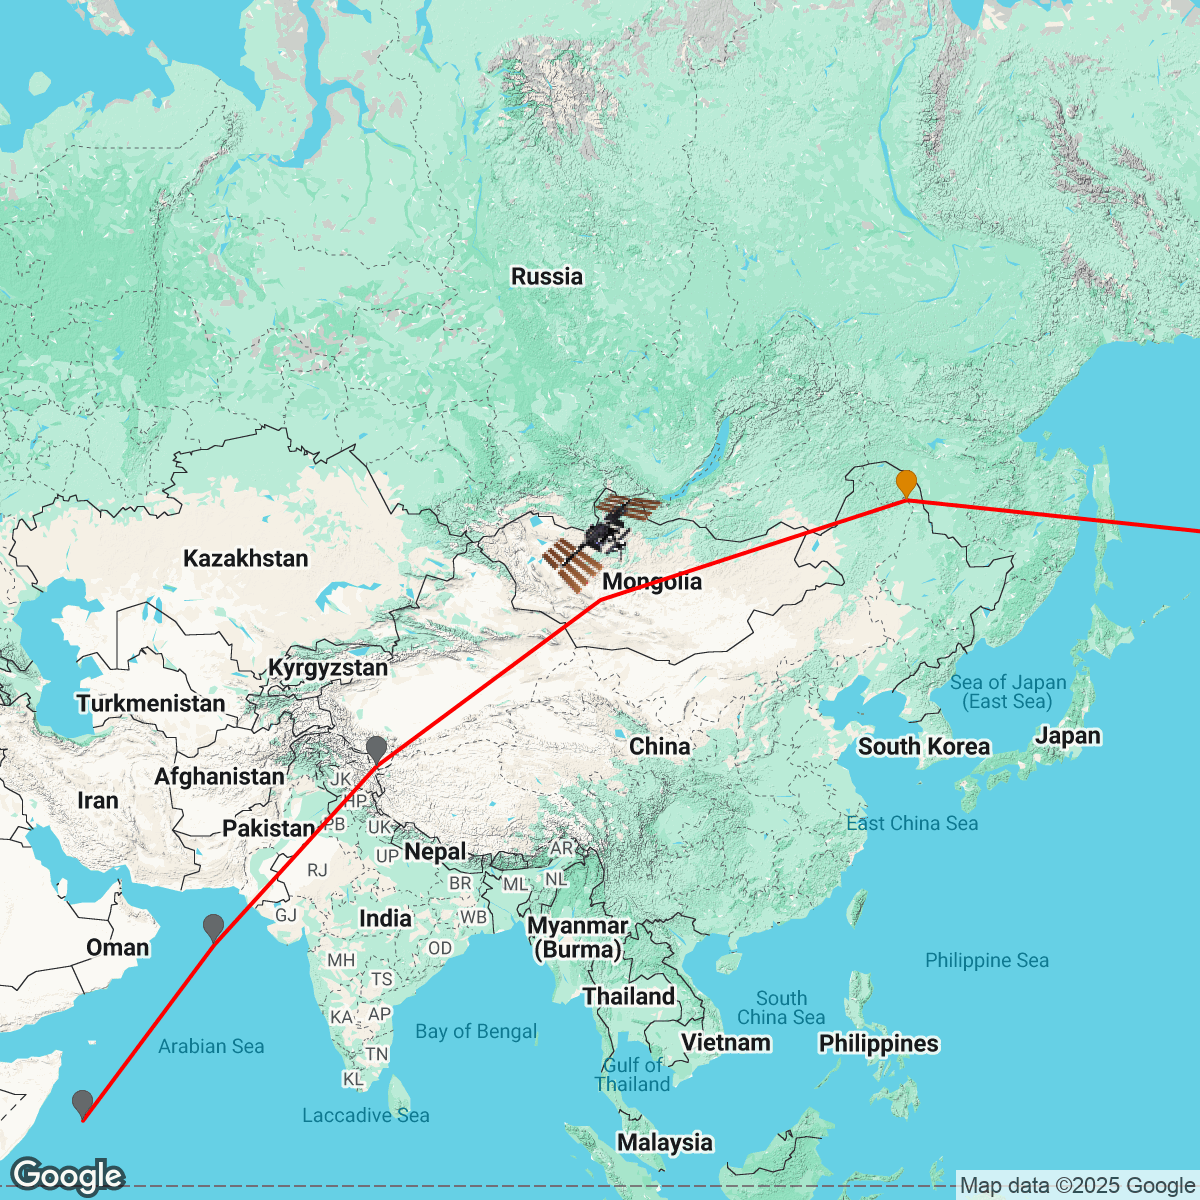 Russia
Kazakhstan
Mongolia
Kyrgyzstan
Turkmenistan
Sea of Japan
(East Sea)
China
South Korea
Japan
Afghanistan
JK
Iran
HP
Pakistan
PB
UK
East China Sea
Nepal
UP
AR
RJ
BR
ML
NL
GJ
India
WB
Myanmar
(Burma)
Oman
OD
MH
Philippine Sea
TS
Thailand
South
China Sea
KA
AP
Bay of Bengal
Arabian Sea
Vietnam
Philippines
TN
Gulf of
Thailand
KL
Laccadive Sea
Malaysia
Google
Map data ©2025 Google